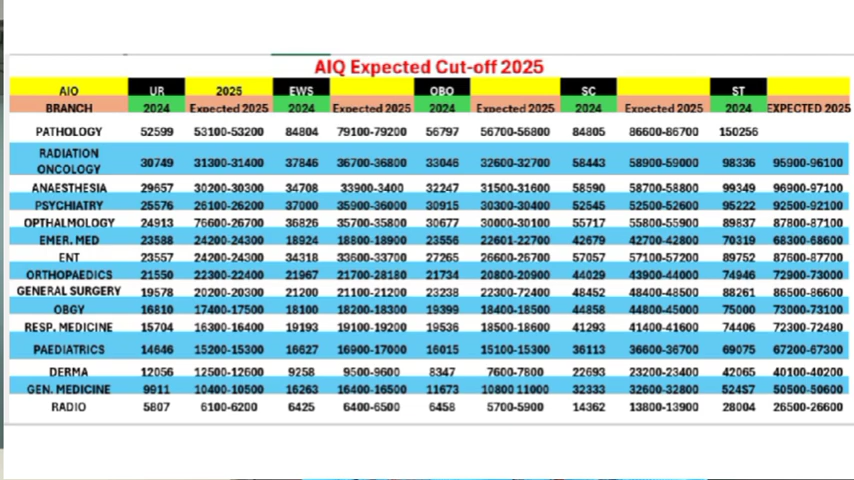 AIQ Expected Cut-off 2025
AIO UR 2025 EWS OBO SC ST
BRANCH 2024 Expected 2025 2024 Expected 2025 2024 Expected 2025 2024 Expected 2025 2024 EXPECTED 2025
PATHOLOGY 52599 53100-53200 84804 79100-79200 56797 56700-56800 84805 86600-86700 150256
RADIATION
ONCOLOGY 30749 31300-31400 37846 36700-36800 33046 32600-32700 58443 58900-59000 98336 95900-96100
ANAESTHESIA 29657 30200-30300 34708 33900-3400 32247 31500-31600 58590 58700-58800 99349 96900-97100
PSYCHIATRY 25576 26100-26200 37000 35900-36000 30915 30300-30400 52545 52500-52600 95222 92500-92100
OPTHALMOLOGY 24913 76600-26700 36826 35700-35800 30677 30000-30100 55717 55800-55900 89837 87800-87100
EMER. MED 23588 24200-24300 18924 18800-18900 23556 22601-22700 42679 42700-42800 70319 68300-68600
ENT 23557 24200-24300 34318 33600-33700 27265 26600-26700 57057 57100-57200 89752 87600-87700
ORTHOPAEDICS 21550 22300-22400 21967 21700-28180 21734 20800-20900 44029 43900-44000 74946 72900-73000
GENERAL SURGERY 19578 20200-20300 21200 21100-21200 23238 22300-72400 48452 48400-48500 88261 86500-86600
OBGY 16810 17400-17500 18100 18200-18300 19399 18400-18500 44858 44800-45000 75000 73000-73100
RESP. MEDICINE 15704 16300-16400 19193 19100-19200 19536 18500-18600 41293 41400-41600 74406 72300-72480
PAEDIATRICS 14646 15200-15300 16627 16900-17000 16015 15100-15300 36113 36600-36700 69075 67200-67300
DERMA 12056 12500-12600 9258 9500-9600 8347 7600-7800 22693 23200-23400 42065 40100-40200
GEN. MEDICINE 9911 10400-10500 16263 16400-16500 11673 10800 11000 32333 32600-32800 52457 50500-50600
RADIO 5807 6100-6200 6425 6400-6500 6458 5700-5900 14362 13800-13900 28004 26500-26600